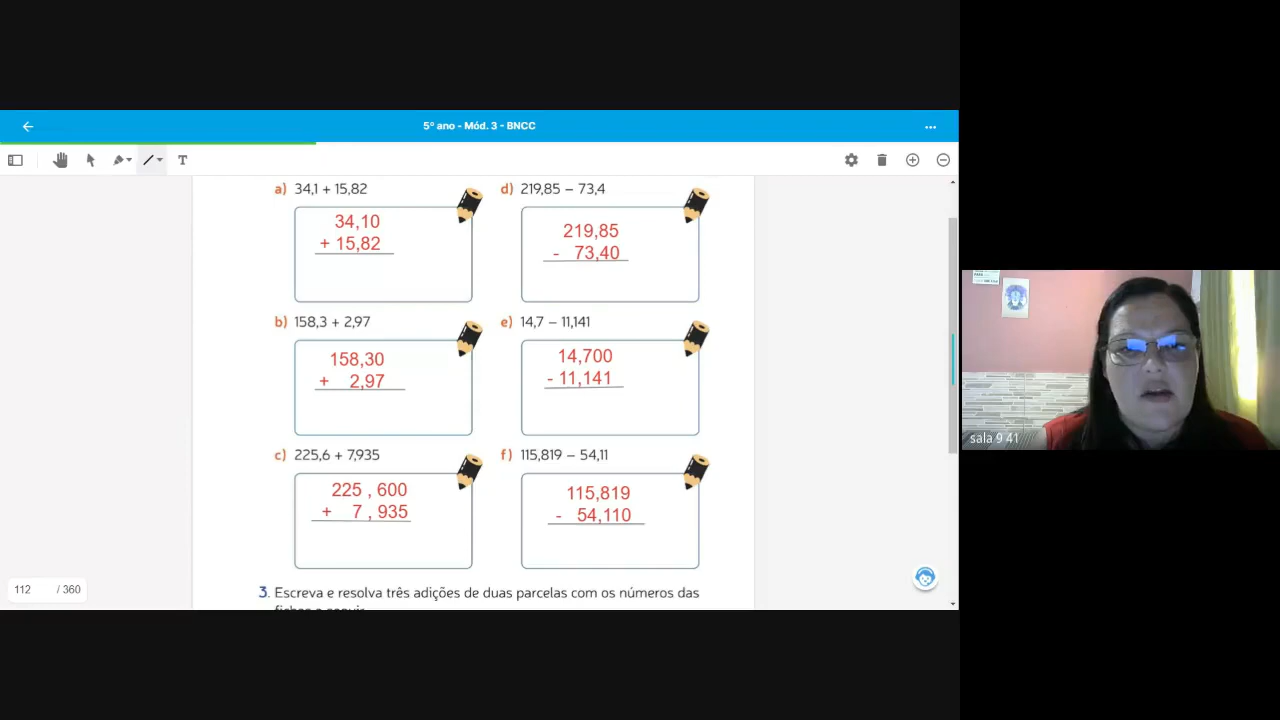 5º ano - Mód. 3 - BNCC
T
a) 34,1 + 15,82
34,10
+ 15,82
d) 219,85 – 73,4
219,85
- 73,40
b) 158,3 + 2,97
158,30
+ 2,97
e) 14,7 – 11,141
14,700
- 11,141
c) 225,6 + 7,935
225 , 600
+ 7 , 935
f) 115,819 – 54,11
115,819
- 54,110
3. Escreva e resolva três adições de duas parcelas com os números das
112 / 360
sala 9 41